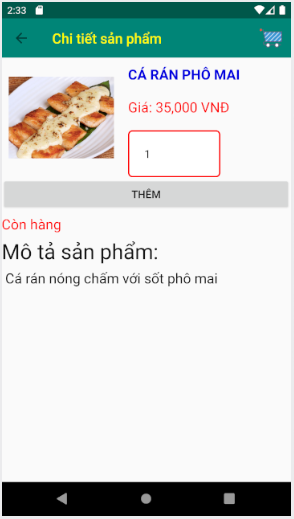 2:33
Chi tiết sản phẩm
CÁ RÁN PHÔ MAI
Giá: 35,000 VNĐ
1
THÊM
Còn hàng
Mô tả sản phẩm:
Cá rán nóng chấm với sốt phô mai